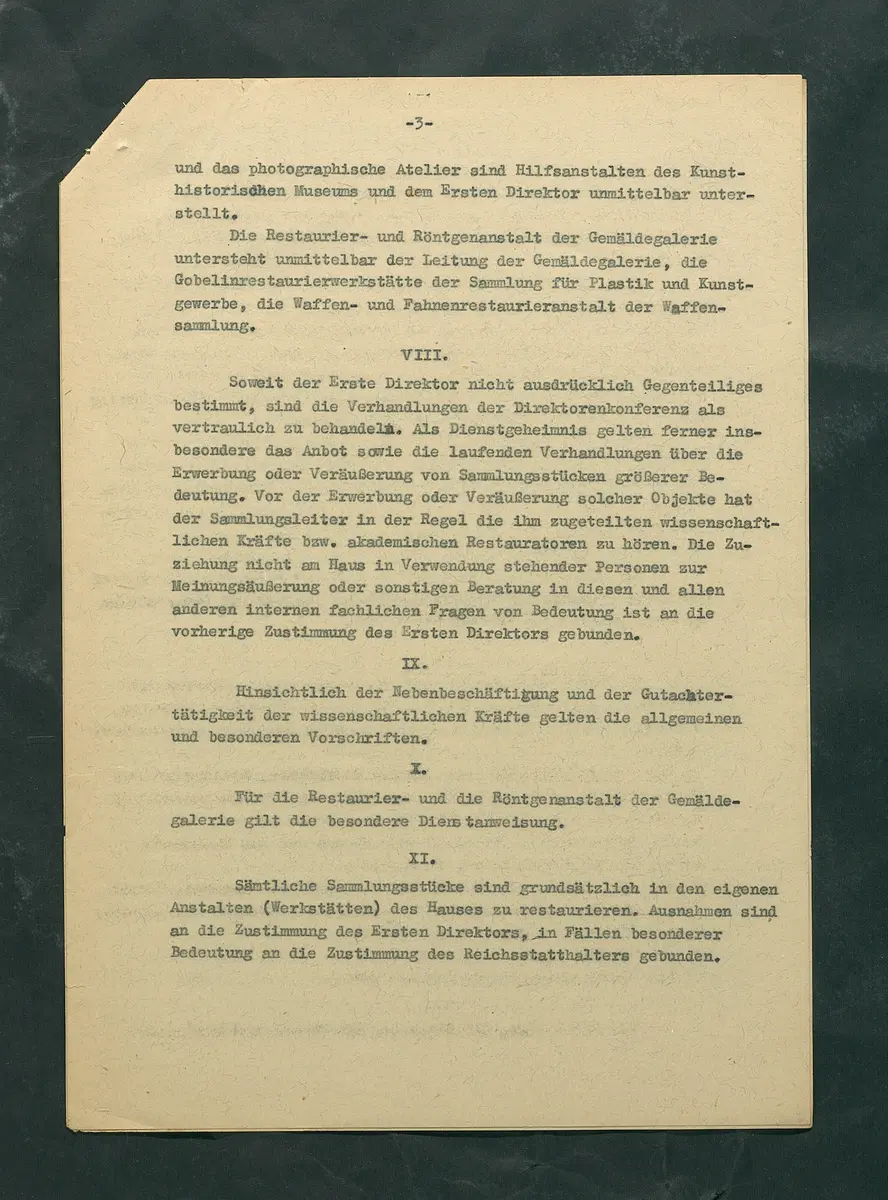 -3-
und das photographische Atelier sind Hilfsanstalten des Kunst-
historischen Museums und dem Ersten Direktor unmittelbar unter-
stellt.
Die Restaurier- und Röntgenanstalt der Gemäldegalerie
untersteht unmittelbar der Leitung der Gemäldegalerie, die
Gobelinrestaurierwerkstätte der Sammlung für Plastik und Kunst-
gewerbe, die Waffen- und Fahnenrestaurieranstalt der Waffen-
sammlung.
VIII.
Soweit der Erste Direktor nicht ausdrücklich Gegenteiliges
bestimmt, sind die Verhandlungen der Direktorenkonferenz als
vertraulich zu behandeln. Als Dienstgeheimnis gelten ferner ins-
besondere das Anbot sowie die laufenden Verhandlungen über die
Erwerbung oder Veräußerung von Sammlungsstücken größerer Be-
deutung. Vor der Erwerbung oder Veräußerung solcher Objekte hat
der Sammlungsleiter in der Regel die ihm zugeteilten wissenschaft-
lichen Kräfte bzw. akademischen Restauratoren zu hören. Die Zu-
ziehung nicht am Haus in Verwendung stehender Personen zur
Meinungsäußerung oder sonstigen Beratung in diesen und allen
anderen internen fachlichen Fragen von Bedeutung ist an die
vorherige Zustimmung des Ersten Direktors gebunden.
IX.
Hinsichtlich der Nebenbeschäftigung und der Gutachter-
tätigkeit der wissenschaftlichen Kräfte gelten die allgemeinen
und besonderen Vorschriften.
X.
Für die Restaurier- und die Röntgenanstalt der Gemälde-
galerie gilt die besondere Dienstanweisung.
XI.
Sämtliche Sammlungsstücke sind grundsätzlich in den eigenen
Anstalten (Werkstätten) des Hauses zu restaurieren. Ausnahmen sind
an die Zustimmung des Ersten Direktors, in Fällen besonderer
Bedeutung an die Zustimmung des Reichsstatthalters gebunden.